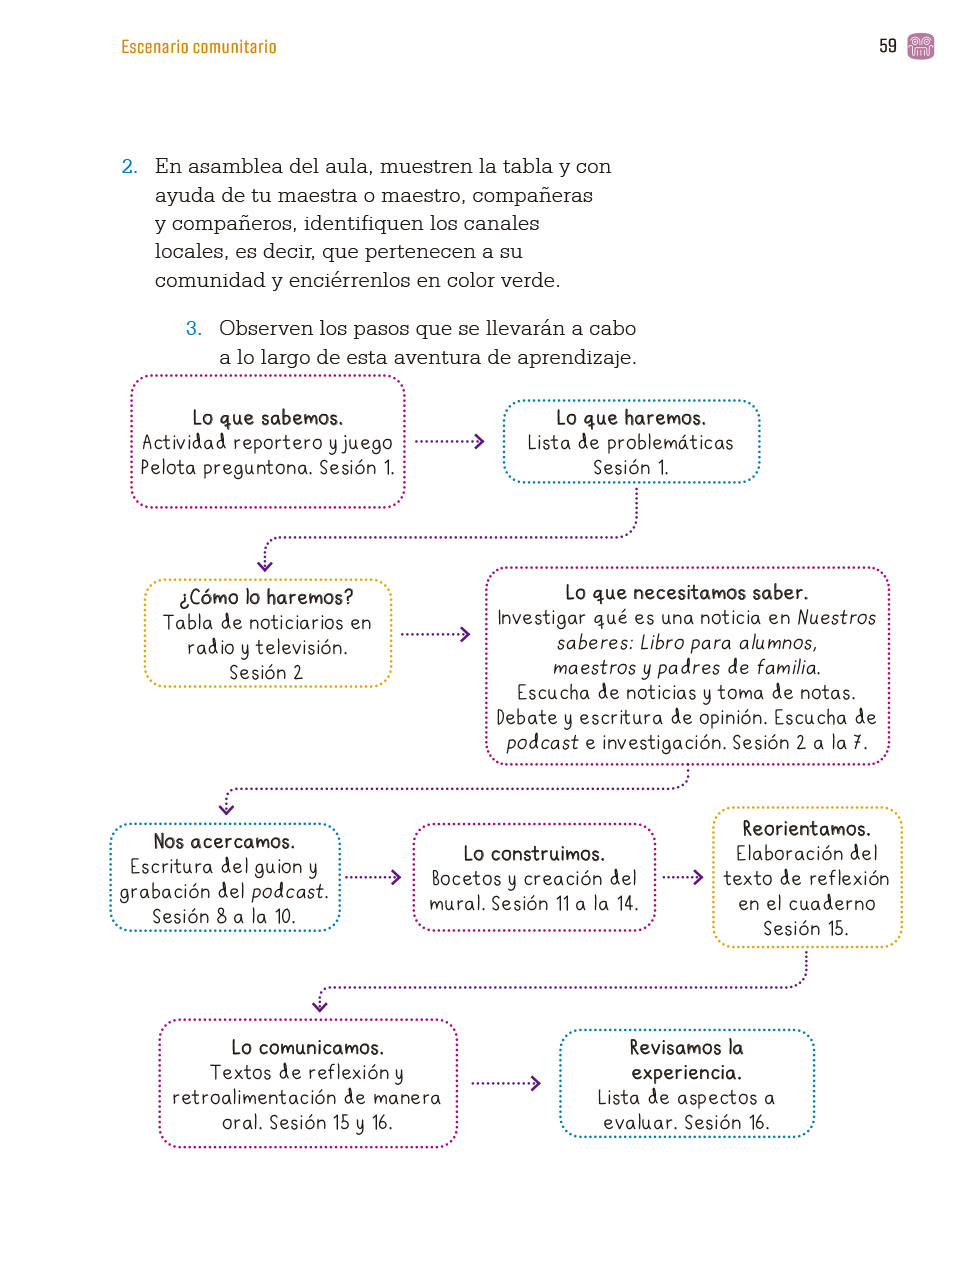 Escenario comunitario
59
2. En asamblea del aula, muestren la tabla y con
ayuda de tu maestra o maestro, compañeras
y compañeros, identifiquen los canales
locales, es decir, que pertenecen a su
comunidad y enciérrenlos en color verde.
3. Observen los pasos que se llevarán a cabo
a lo largo de esta aventura de aprendizaje.
Lo que sabemos.
Actividad reportero y juego
Pelota preguntona. Sesión 1.
Lo que haremos.
Lista de problemáticas
Sesión 1.
¿Cómo lo haremos?
Tabla de noticiarios en
radio y televisión.
Sesión 2
Lo que necesitamos saber.
Investigar qué es una noticia en Nuestros
saberes: Libro para alumnos,
maestros y padres de familia.
Escucha de noticias y toma de notas.
Debate y escritura de opinión. Escucha de
podcast e investigación. Sesión 2 a la 7.
Nos acercamos.
Escritura del guion y
grabación del podcast.
Sesión 8 a la 10.
Lo construimos.
Bocetos y creación del
mural. Sesión 11 a la 14.
Reorientamos.
Elaboración del
texto de reflexión
en el cuaderno
Sesión 15.
Lo comunicamos.
Textos de reflexión y
retroalimentación de manera
oral. Sesión 15 y 16.
Revisamos la
experiencia.
Lista de aspectos a
evaluar. Sesión 16.